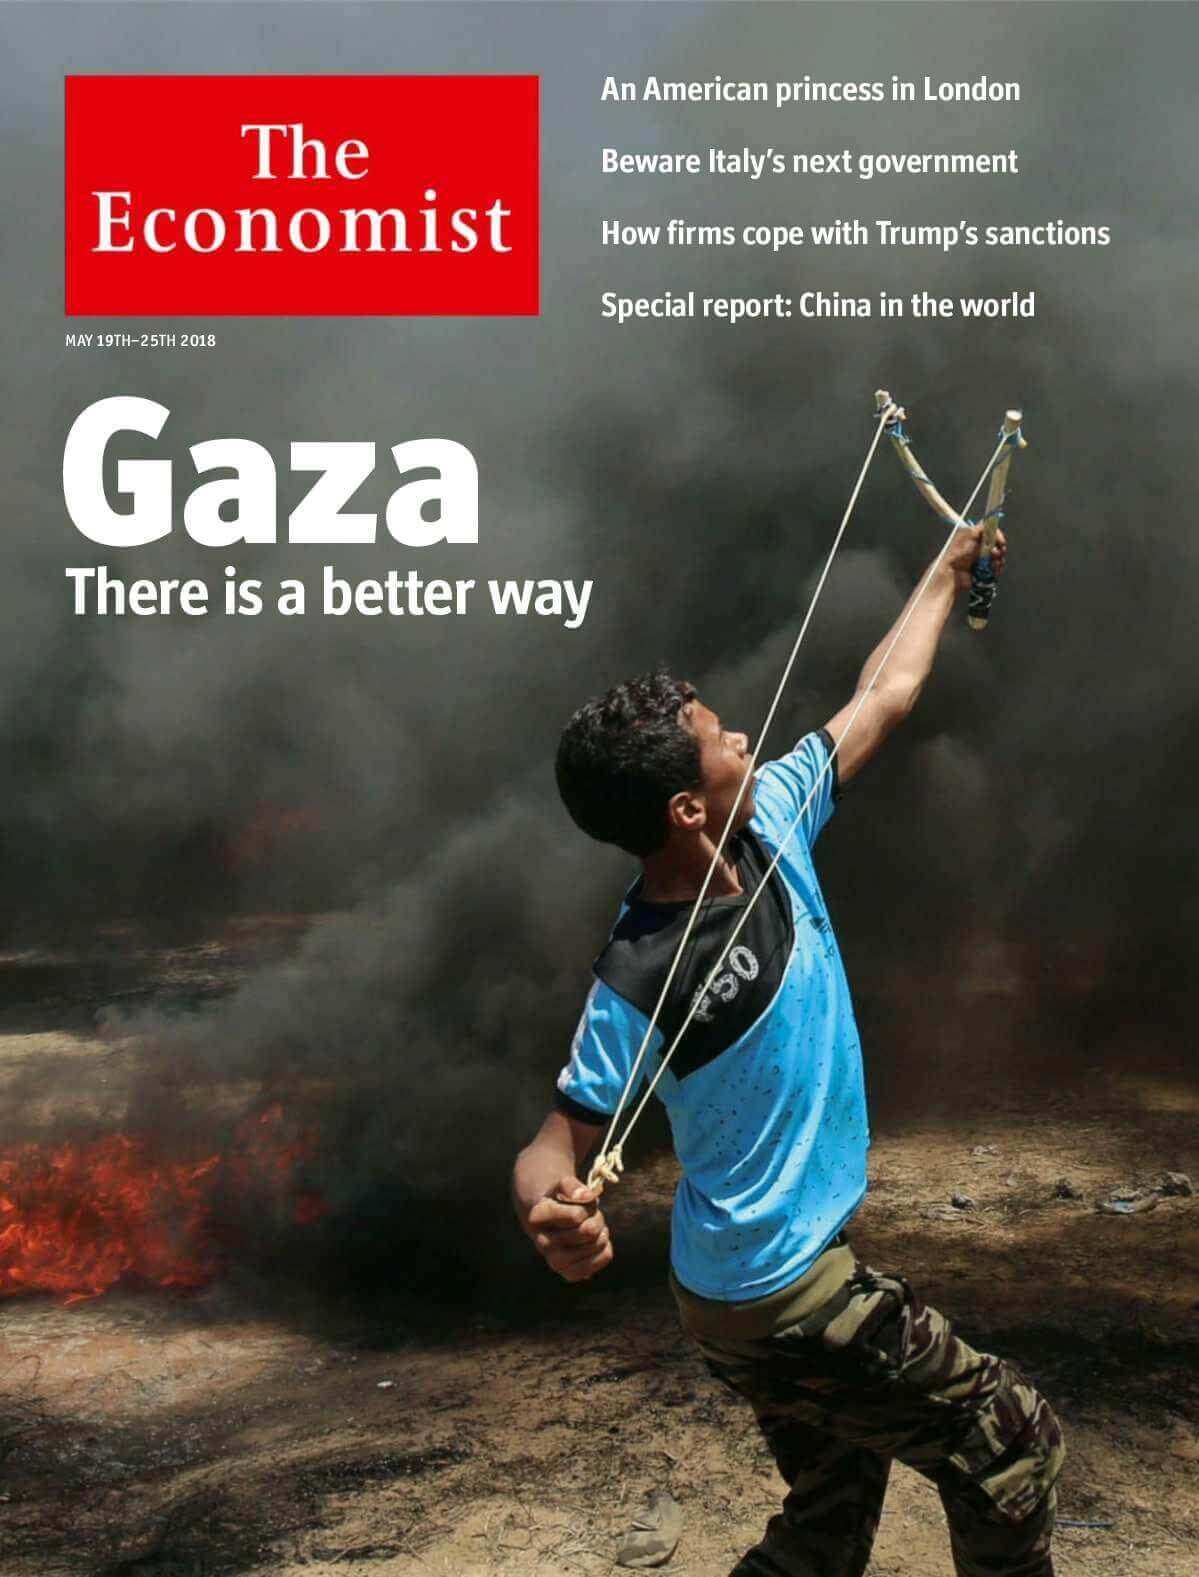 The
Economist
MAY 19TH–25TH 2018
An American princess in London
Beware Italy's next government
How firms cope with Trump's sanctions
Special report: China in the world
Gaza
There is a better way
F50